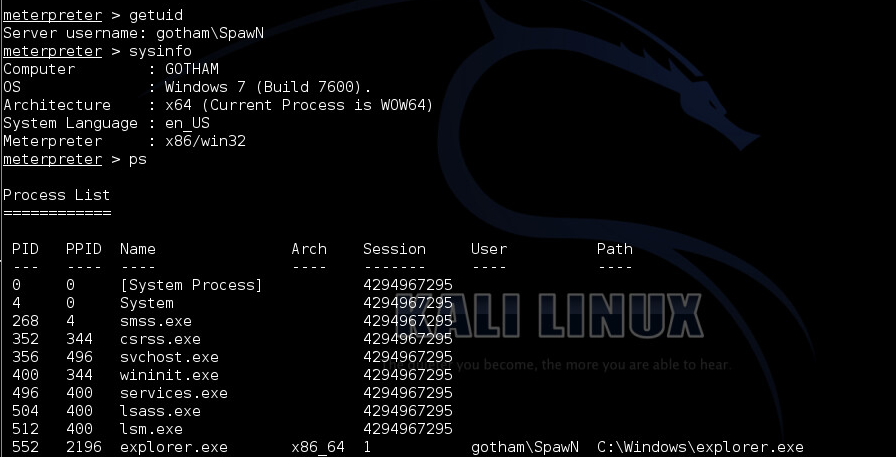 meterpreter > getuid
Server username: gotham\SpawN
meterpreter > sysinfo
Computer        : GOTHAM
OS              : Windows 7 (Build 7600).
Architecture    : x64 (Current Process is WOW64)
System Language : en_US
Meterpreter     : x86/win32
meterpreter > ps
Process List
============
PID   PPID  Name               Arch    Session     User          Path
---   ----  ----               ----    -------     ----          ----
0     0     [System Process]           4294967295
4     0     System                     4294967295
268   4     smss.exe                   4294967295
352   344   csrss.exe                  4294967295
356   496   svchost.exe                4294967295
400   344   wininit.exe                4294967295
496   400   services.exe               4294967295
504   400   lsass.exe                  4294967295
512   400   lsm.exe                    4294967295
552   2196  explorer.exe       x86_64  1           gotham\SpawN  C:\Windows\explorer.exe
KALI LINUX
you become, the more you are able to hear.